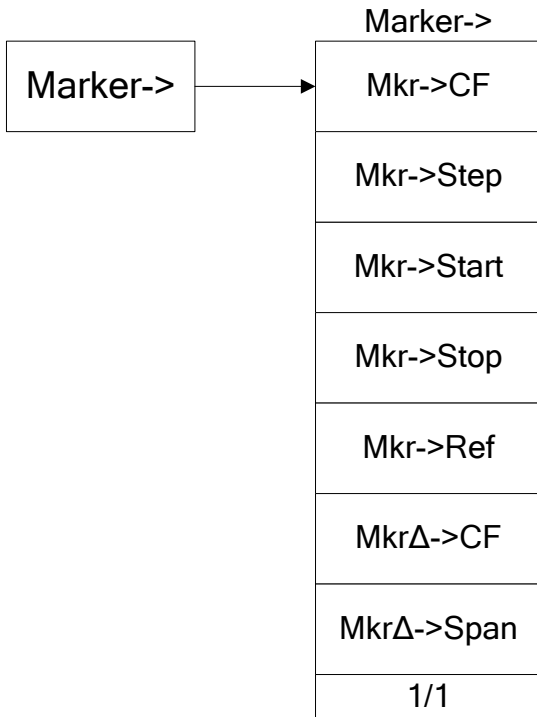 Marker->
Marker->
Mkr->CF
Mkr->Step
Mkr->Start
Mkr->Stop
Mkr->Ref
MkrΔ->CF
MkrΔ->Span
1/1